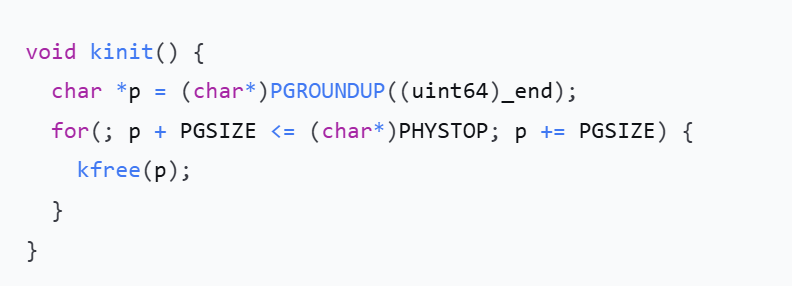 void kinit() {
  char *p = (char*)PGROUNDUP((uint64)_end);
  for(; p + PGSIZE <= (char*)PHYSTOP; p += PGSIZE) {
    kfree(p);
  }
}